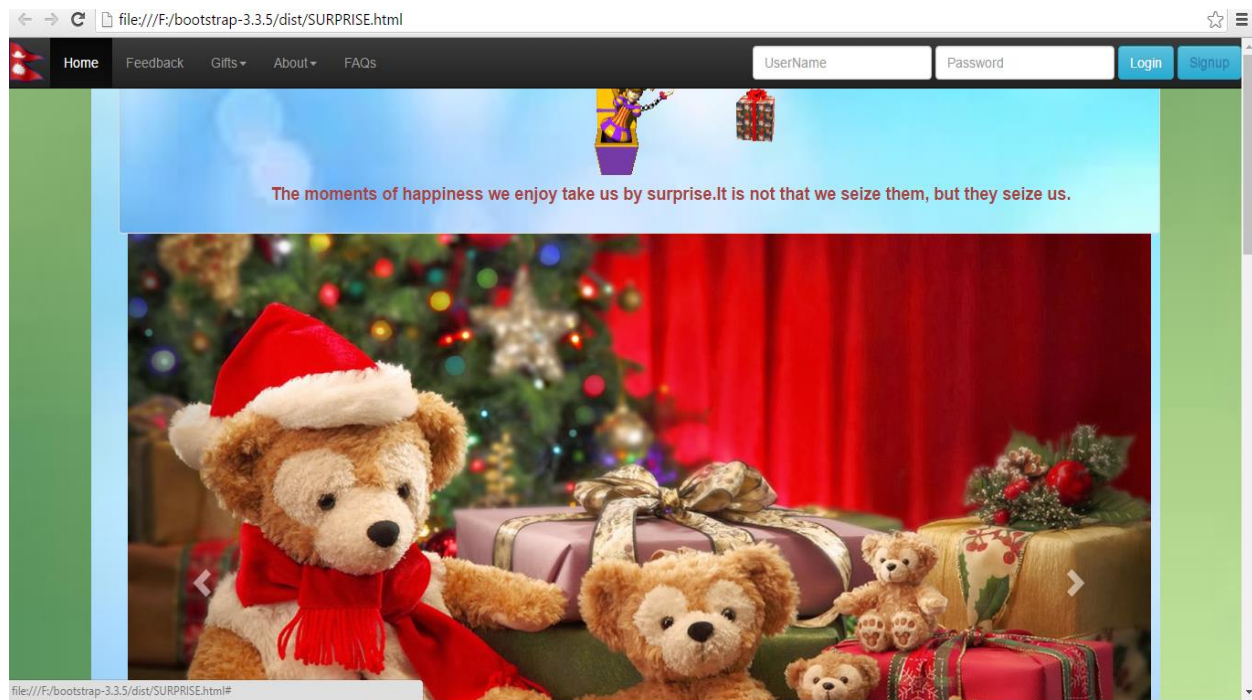 file:///F:/bootstrap-3.3.5/dist/SURPRISE.html
Home Feedback Gifts About FAQs UserName Password Login Signup
The moments of happiness we enjoy take us by surprise.It is not that we seize them, but they seize us.
file:///F:/bootstrap-3.3.5/dist/SURPRISE.html#